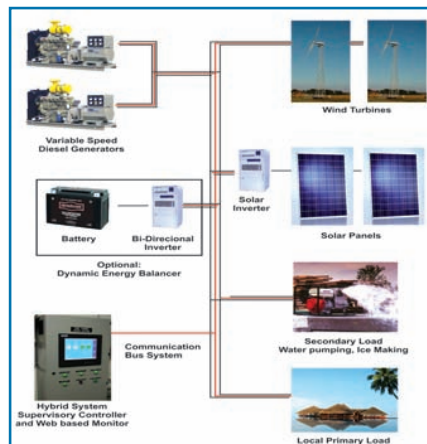 Variable Speed
Diesel Generators
Wind Turbines
Battery
Bi-Direcional
Inverter
Optional:
Dynamic Energy Balancer
Solar
Inverter
Solar Panels
Communication
Bus System
Hybrid System
Supervisory Controller
and Web based Monitor
Secondary Load
Water pumping, Ice Making
Local Primary Load